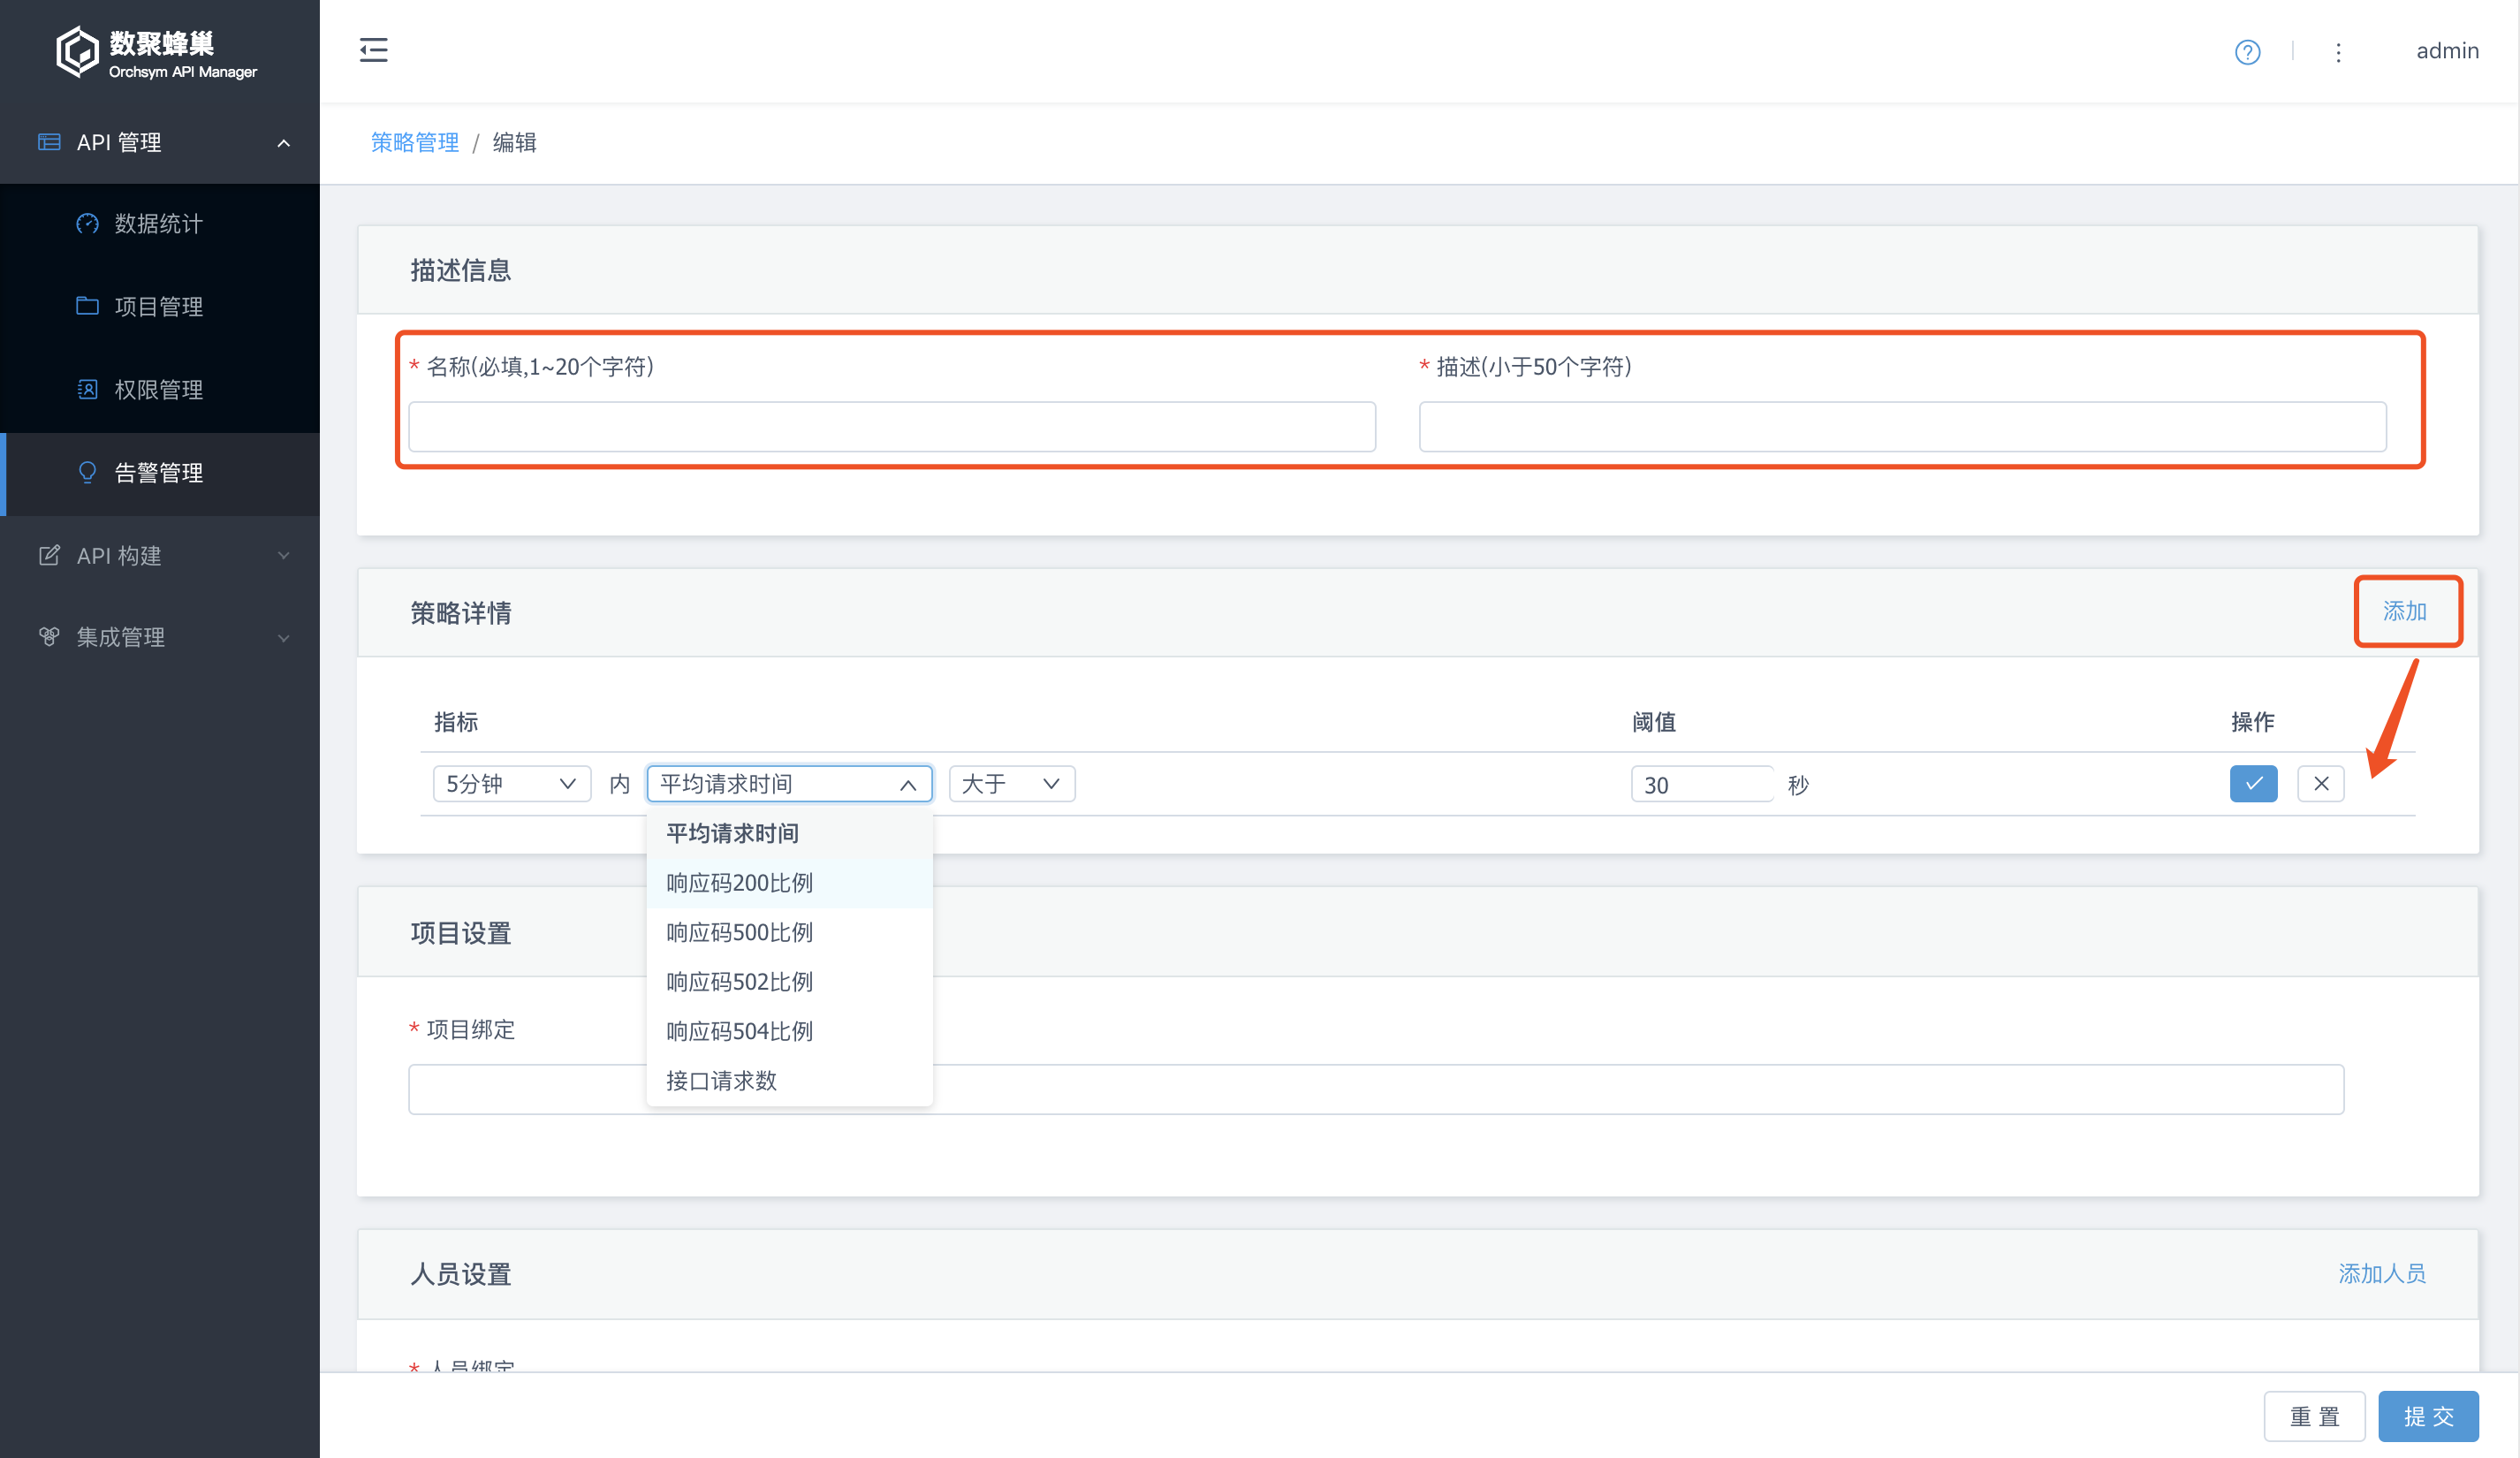 数聚蜂巢
Orchsym API Manager
API 管理
数据统计
项目管理
权限管理
告警管理
API 构建
集成管理
admin
策略管理 / 编辑
描述信息
* 名称(必填,1~20个字符)
* 描述(小于50个字符)
策略详情
添加
指标 阈值 操作
5分钟 内 平均请求时间 大于 30 秒
平均请求时间
响应码200比例
响应码500比例
响应码502比例
响应码504比例
接口请求数
项目设置
* 项目绑定
人员设置
添加人员
* 人员绑定
重 置
提 交